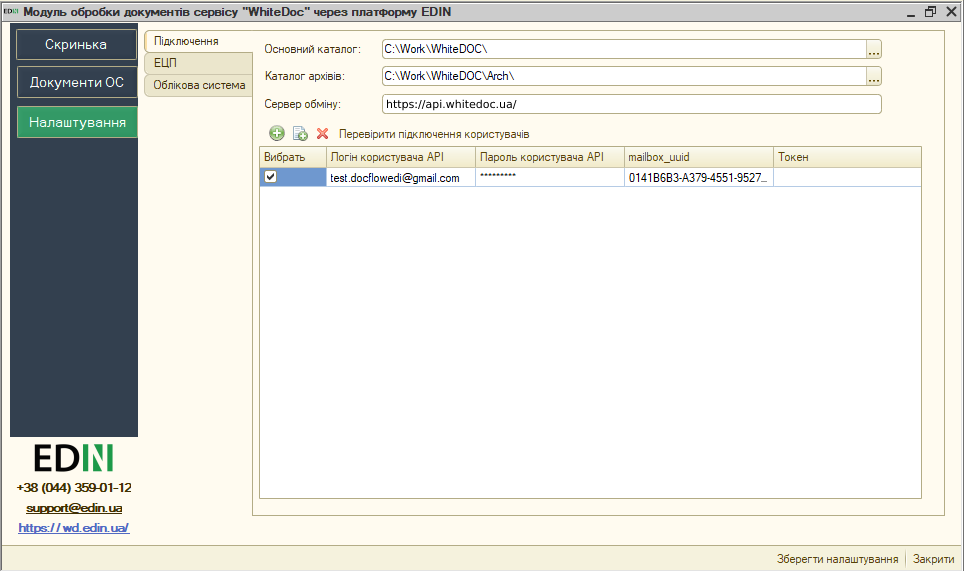 EDIN Модуль обробки документів сервісу "WhiteDoc" через платформу EDIN
Скринька
Документи ОС
Налаштування
Підключення
ЕЦП
Облікова система
Основний каталог: C:\Work\WhiteDOC\ ...
Каталог архівів: C:\Work\WhiteDOC\Arch\ ...
Сервер обміну: https://api.whitedoc.ua/
Перевірити підключення користувачів
Вибрать Логін користувача API Пароль користувача API mailbox_uuid Токен
test.docflowedi@gmail.com ********* 0141B6B3-A379-4551-9527...
EDIN
+38 (044) 359-01-12
support@edin.ua
https://wd.edin.ua/
Зберегти налаштування Закрити